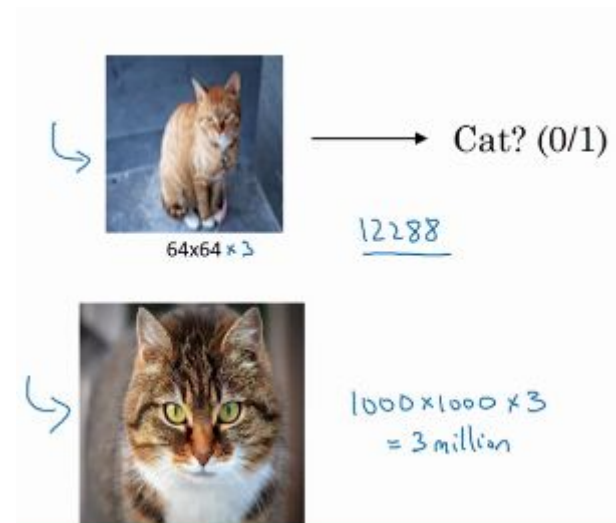 Cat? (0/1)
64x64 x 3
12288
1000 x 1000 x 3
= 3 million